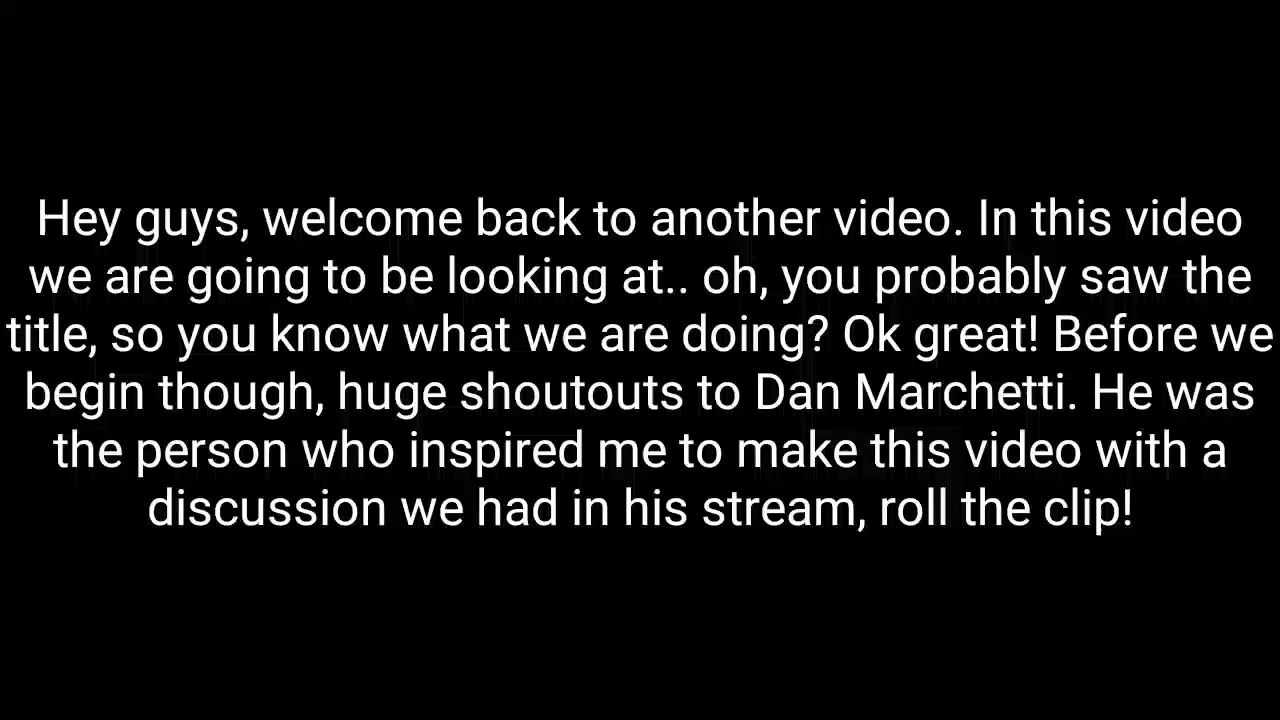 Hey guys, welcome back to another video. In this video
we are going to be looking at.. oh, you probably saw the
title, so you know what we are doing? Ok great! Before we
begin though, huge shoutouts to Dan Marchetti. He was
the person who inspired me to make this video with a
discussion we had in his stream, roll the clip!